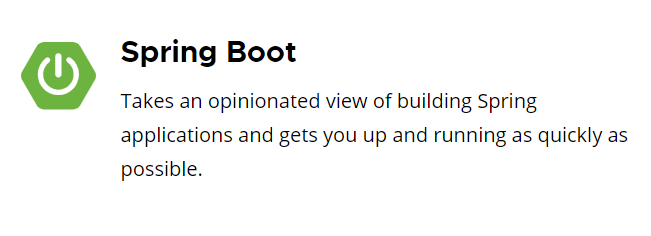 Spring Boot
Takes an opinionated view of building Spring
applications and gets you up and running as quickly as
possible.